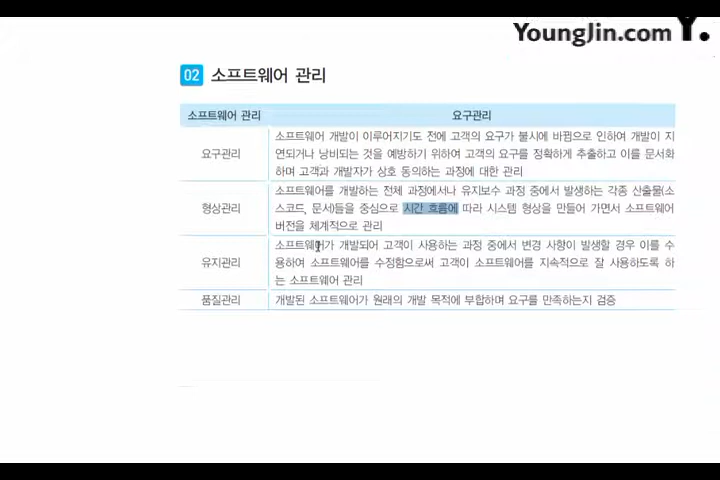 YoungJin.com Y.
02 소프트웨어 관리
소프트웨어 관리 요구관리
요구관리 소프트웨어 개발이 이루어지기도 전에 고객의 요구가 불시에 바뀜으로 인하여 개발이 지
연되거나 낭비되는 것을 예방하기 위하여 고객의 요구를 정확하게 추출하고 이를 문서화
하며 고객과 개발자가 상호 동의하는 과정에 대한 관리
형상관리 소프트웨어를 개발하는 전체 과정에서나 유지보수 과정 중에서 발생하는 각종 산출물(소
스코드, 문서)들을 중심으로 시간 흐름에 따라 시스템 형상을 만들어 가면서 소프트웨어
버전을 체계적으로 관리
유지관리 소프트웨어가 개발되어 고객이 사용하는 과정 중에서 변경 사항이 발생할 경우 이를 수
용하여 소프트웨어를 수정함으로써 고객이 소프트웨어를 지속적으로 잘 사용하도록 하
는 소프트웨어 관리
품질관리 개발된 소프트웨어가 원래의 개발 목적에 부합하며 요구를 만족하는지 검증